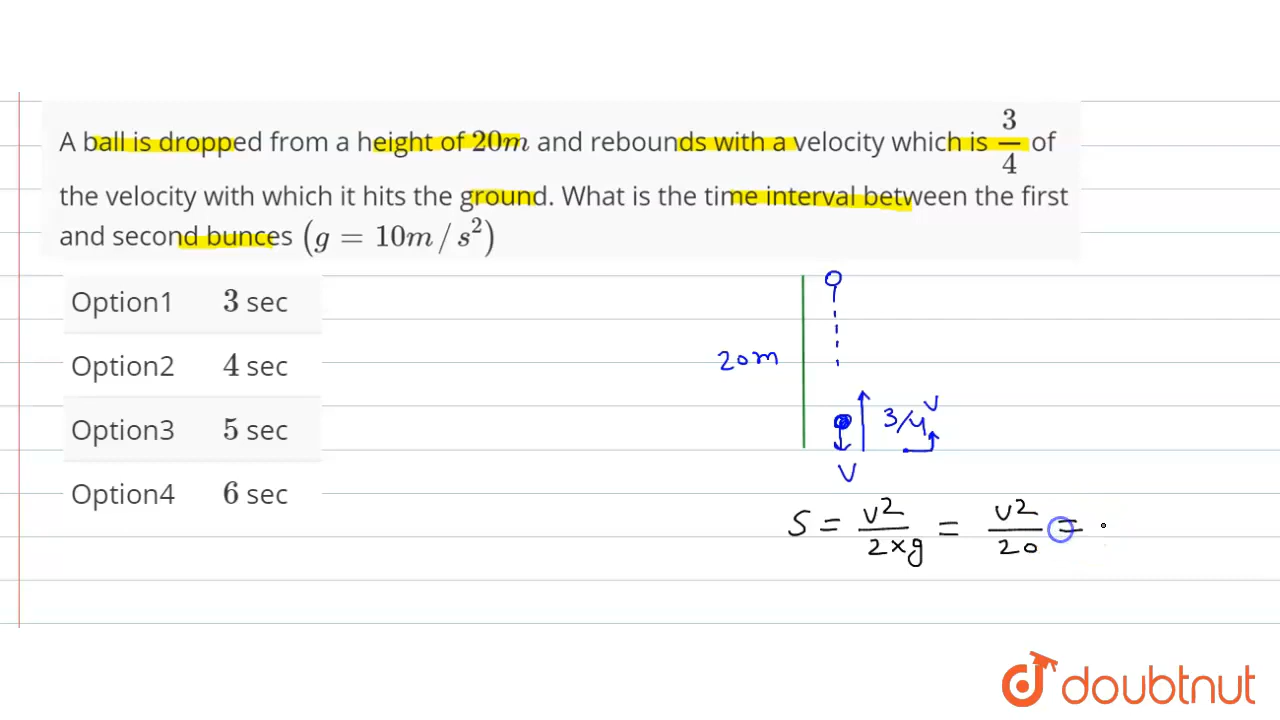 A ball is dropped from a height of 20m and rebounds with a velocity which is 3/4 of
the velocity with which it hits the ground. What is the time interval between the first
and second bunces (g = 10m / s²)
Option1 3 sec
Option2 4 sec
Option3 5 sec
Option4 6 sec
20m
3/4 v
v
S = v²/2×g = v²/20 =
doubtnut